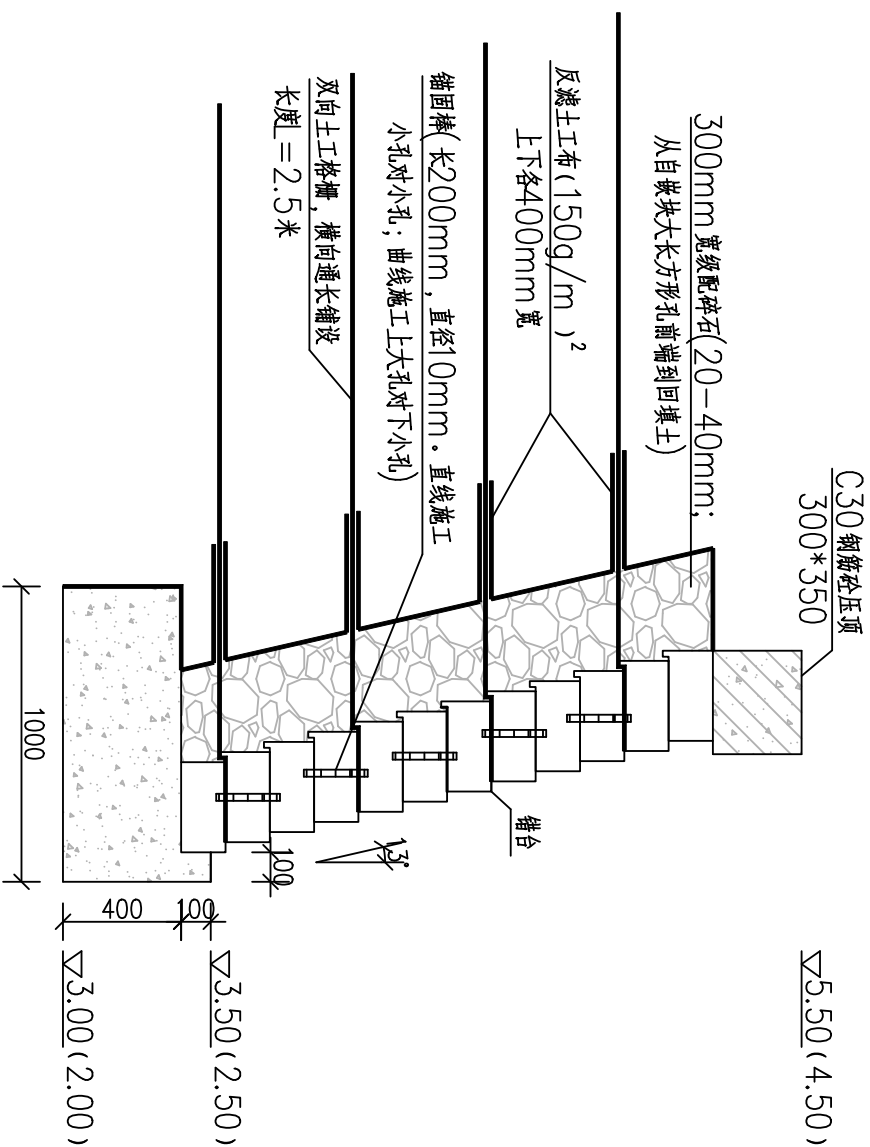 C30钢筋砼压顶
300*350
300mm宽级配碎石(20-40mm;
从自嵌块大长方形孔前端到回填土)
反滤土工布(150g/m²)
上下各400mm宽
锚固棒(长200mm,直径10mm。直线施工
小孔对小孔;曲线施工上大孔对下小孔)
双向土工格栅,横向通长铺设
长度L=2.5米
错台
13°
100
1000
400
100
▽5.50(4.50)
▽3.50(2.50)
▽3.00(2.00)